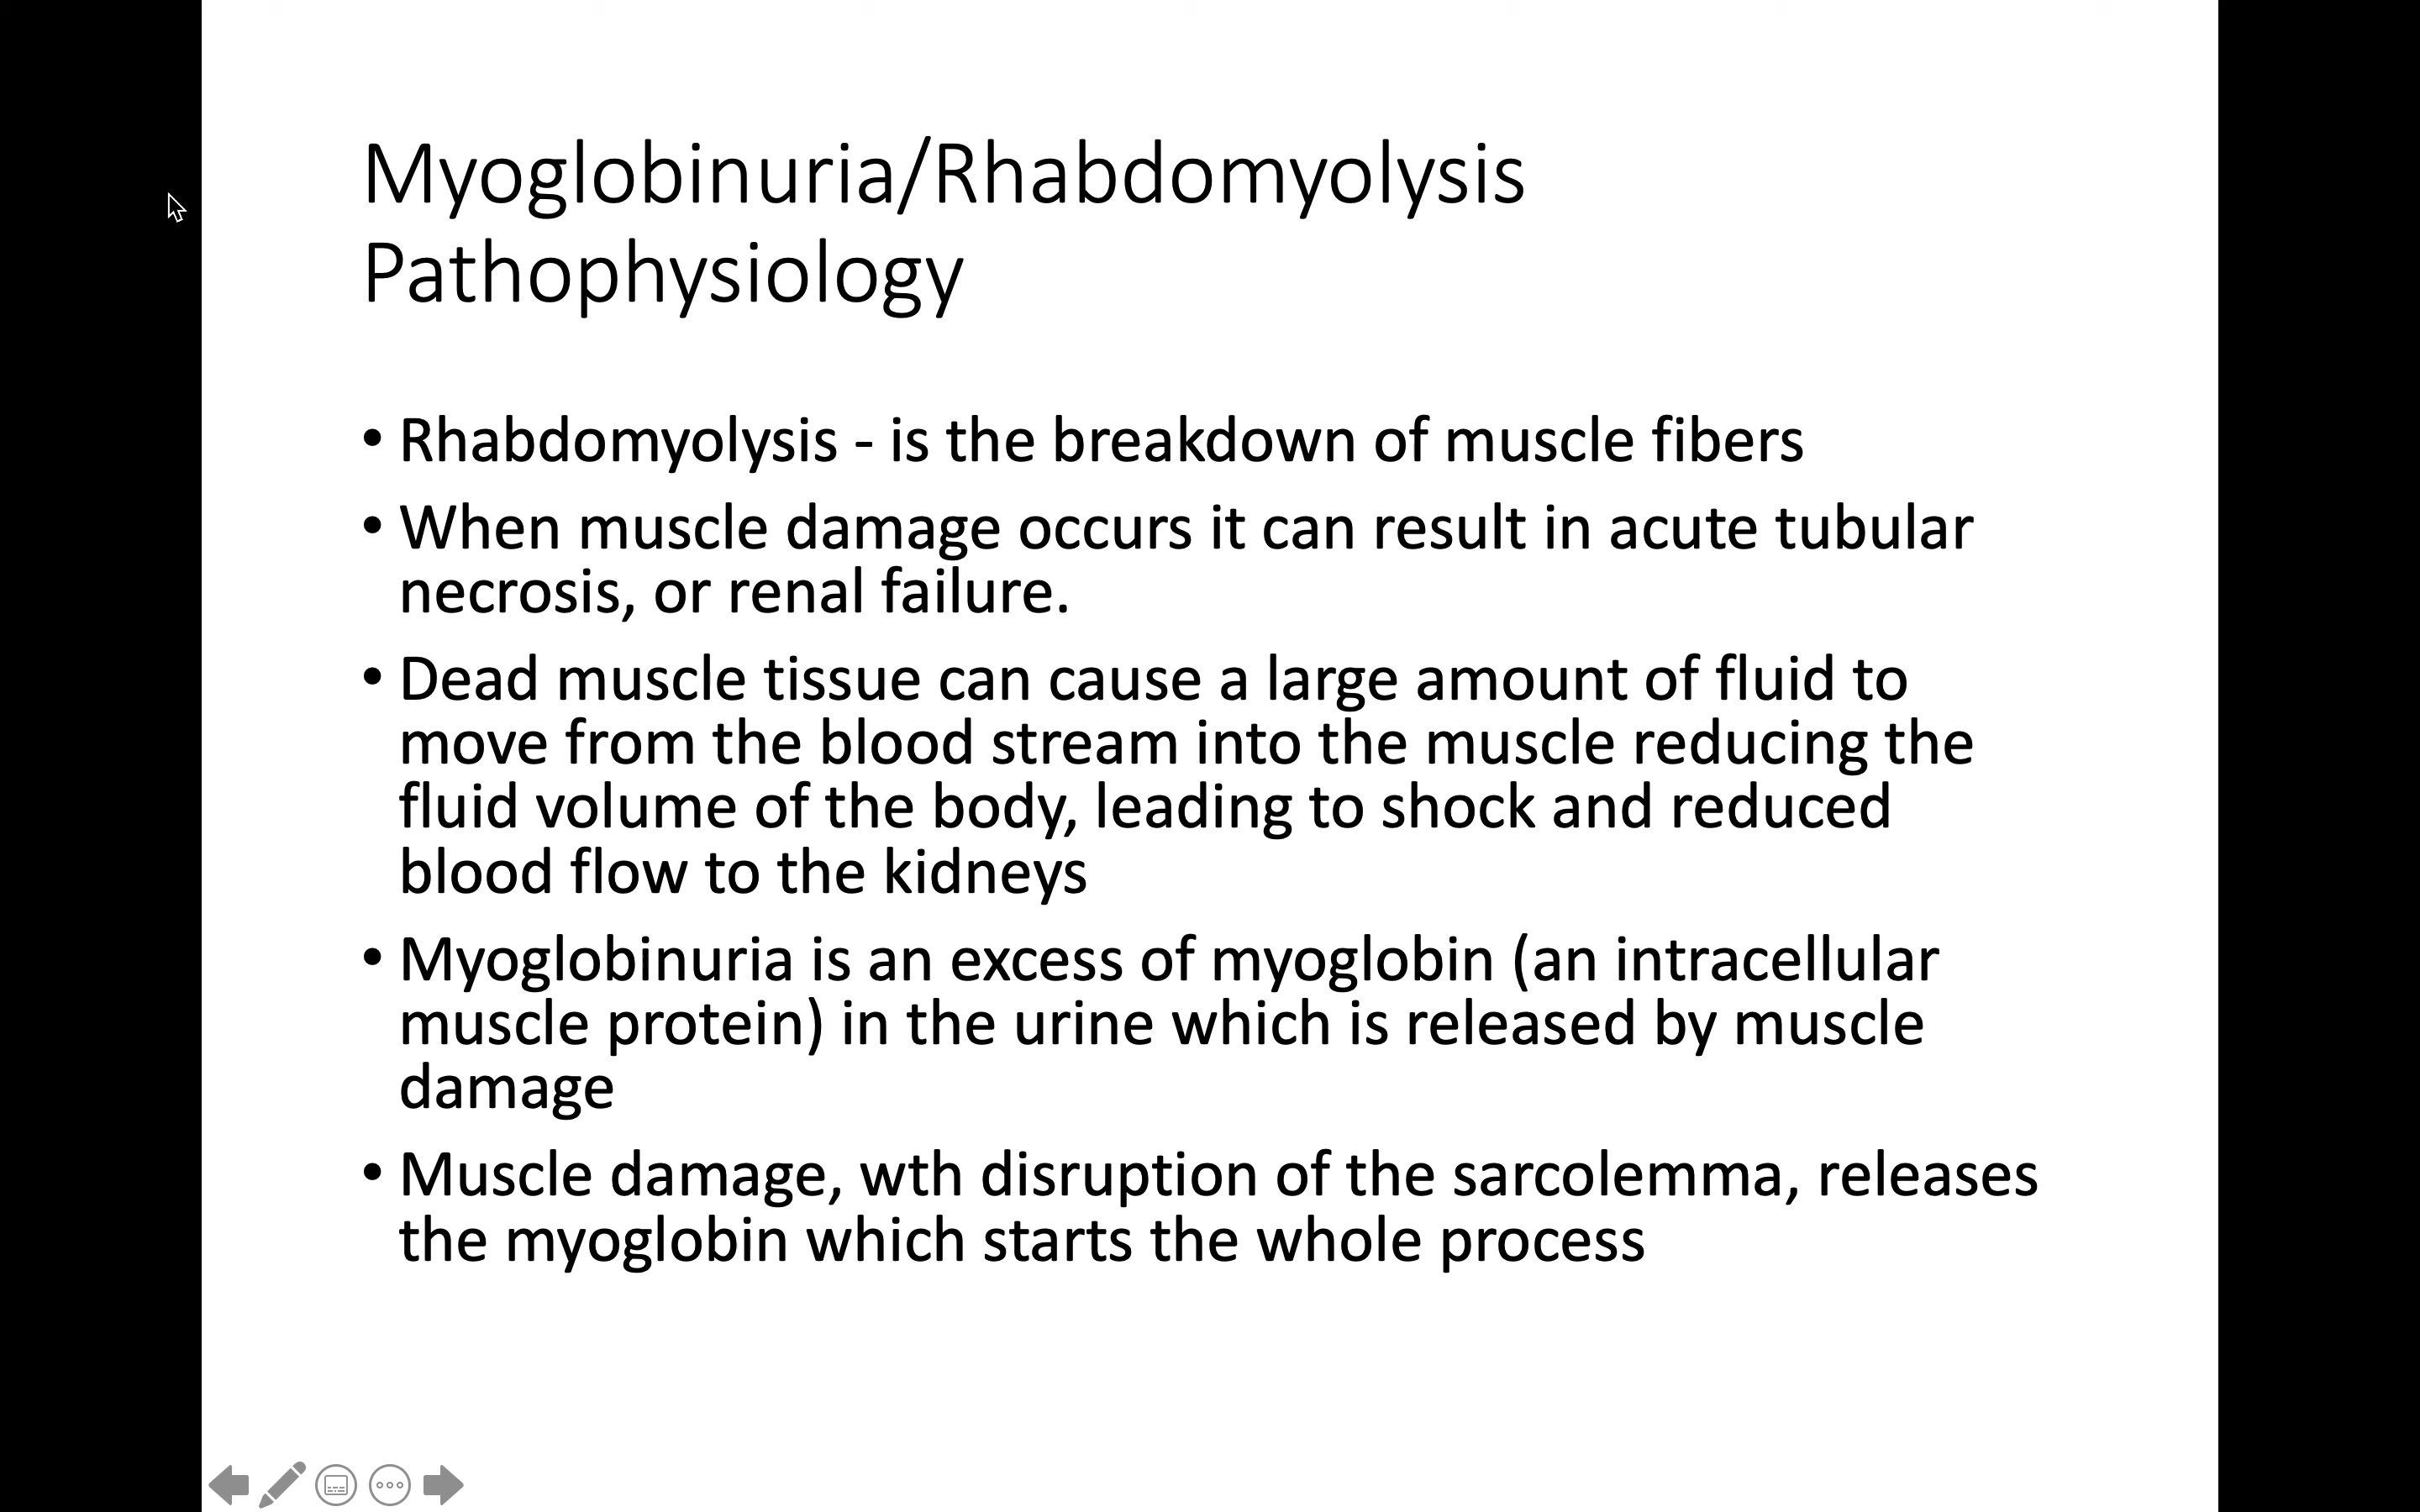 Myoglobinuria/Rhabdomyolysis
Pathophysiology
• Rhabdomyolysis - is the breakdown of muscle fibers
• When muscle damage occurs it can result in acute tubular
necrosis, or renal failure.
• Dead muscle tissue can cause a large amount of fluid to
move from the blood stream into the muscle reducing the
fluid volume of the body, leading to shock and reduced
blood flow to the kidneys
• Myoglobinuria is an excess of myoglobin (an intracellular
muscle protein) in the urine which is released by muscle
damage
• Muscle damage, wth disruption of the sarcolemma, releases
the myoglobin which starts the whole process